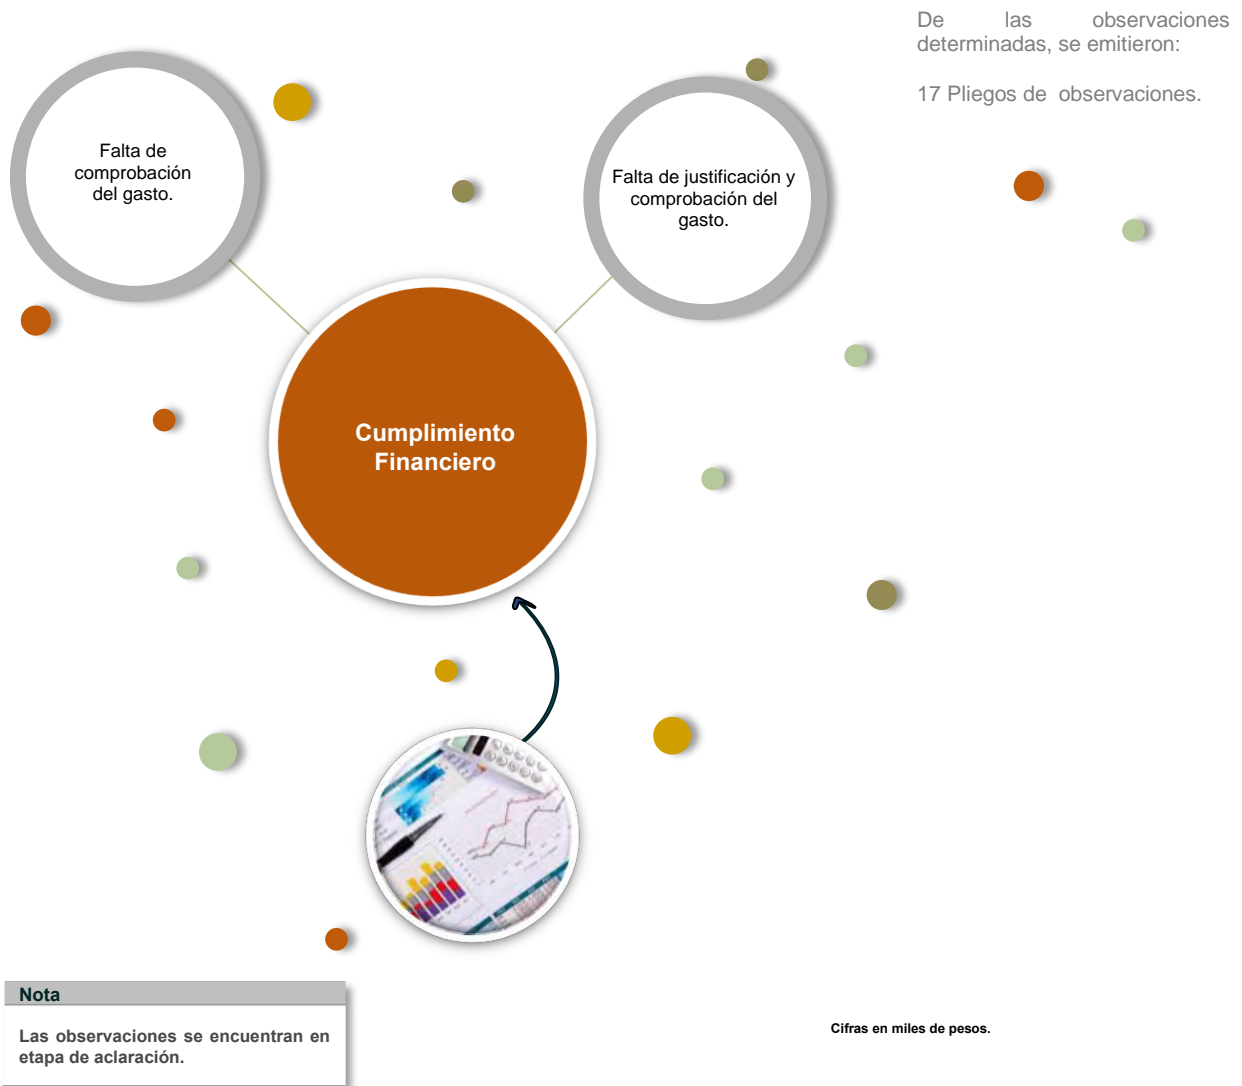 De las observaciones
determinadas, se emitieron:
17 Pliegos de observaciones.
Falta de
comprobación
del gasto.
Falta de justificación y
comprobación del
gasto.
Cumplimiento
Financiero
Nota
Las observaciones se encuentran en
etapa de aclaración.
Cifras en miles de pesos.